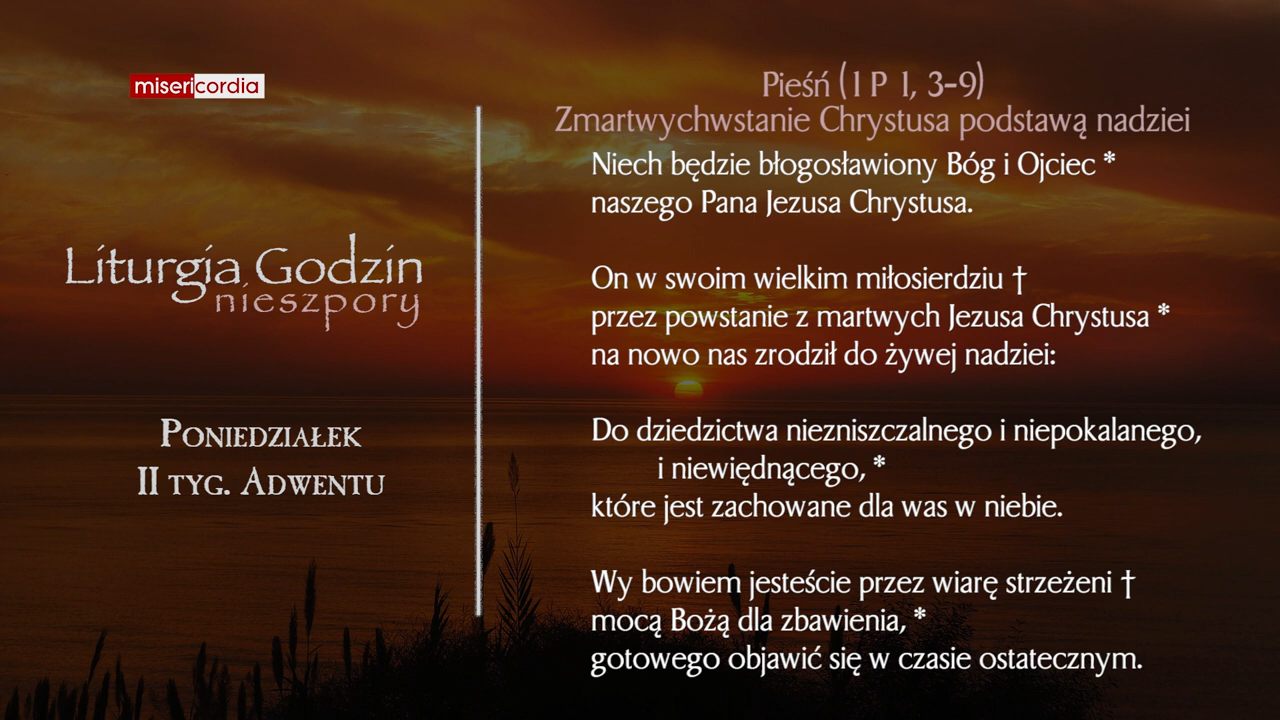 misericordia
Liturgia Godzin
nieszpory
Poniedziałek
II tyg. Adwentu
Pieśń (1 P 1, 3-9)
Zmartwychwstanie Chrystusa podstawą nadziei
Niech będzie błogosławiony Bóg i Ojciec *
naszego Pana Jezusa Chrystusa.
On w swoim wielkim miłosierdziu †
przez powstanie z martwych Jezusa Chrystusa *
na nowo nas zrodził do żywej nadziei:
Do dziedzictwa niezniszczalnego i niepokalanego,
i niewiędnącego, *
które jest zachowane dla was w niebie.
Wy bowiem jesteście przez wiarę strzeżeni †
mocą Bożą dla zbawienia, *
gotowego objawić się w czasie ostatecznym.